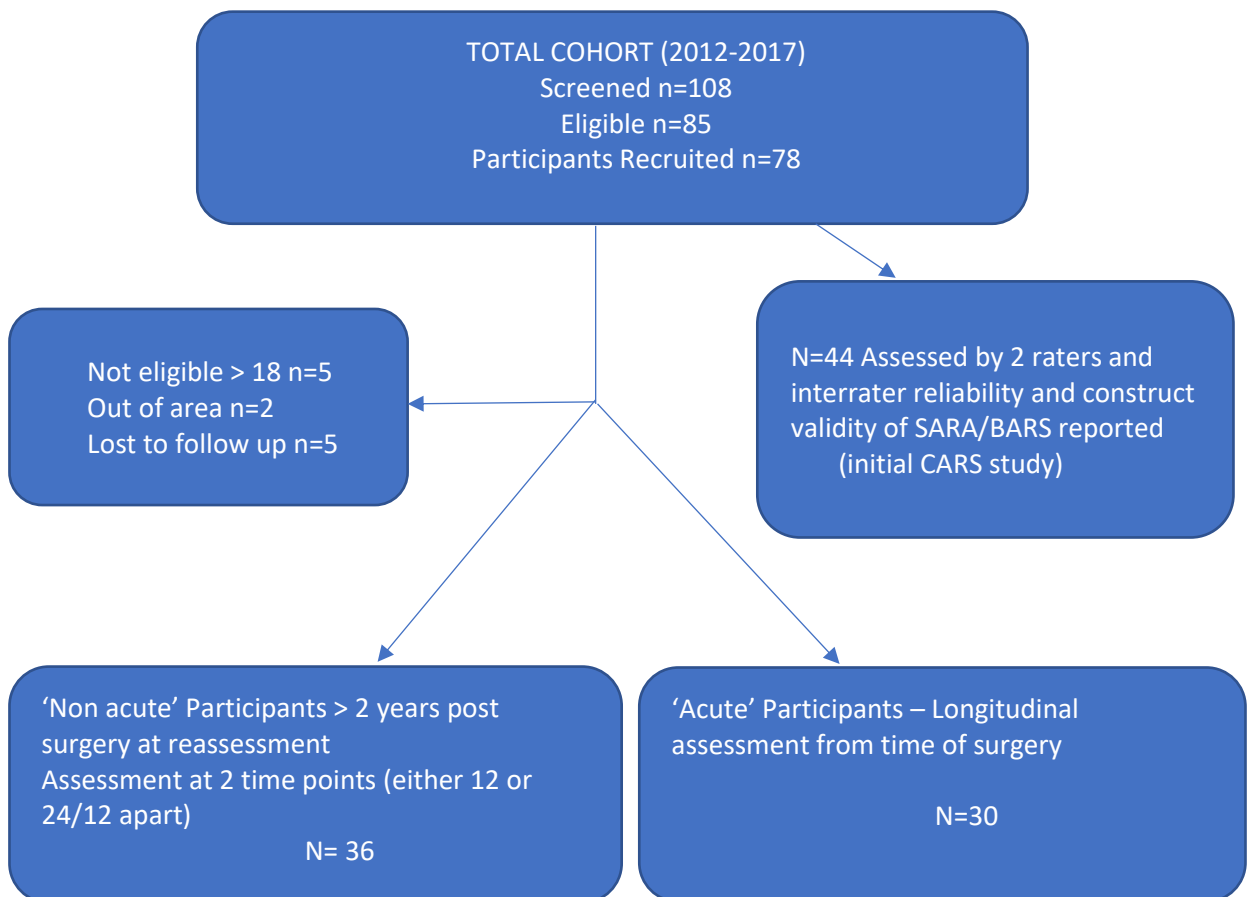 TOTAL COHORT (2012-2017)
Screened n=108
Eligible n=85
Participants Recruited n=78
Not eligible > 18 n=5
Out of area n=2
Lost to follow up n=5
N=44 Assessed by 2 raters and
interrater reliability and construct
validity of SARA/BARS reported
(initial CARS study)
‘Non acute’ Participants > 2 years post
surgery at reassessment
Assessment at 2 time points (either 12 or
24/12 apart)
N= 36
‘Acute’ Participants – Longitudinal
assessment from time of surgery
N=30